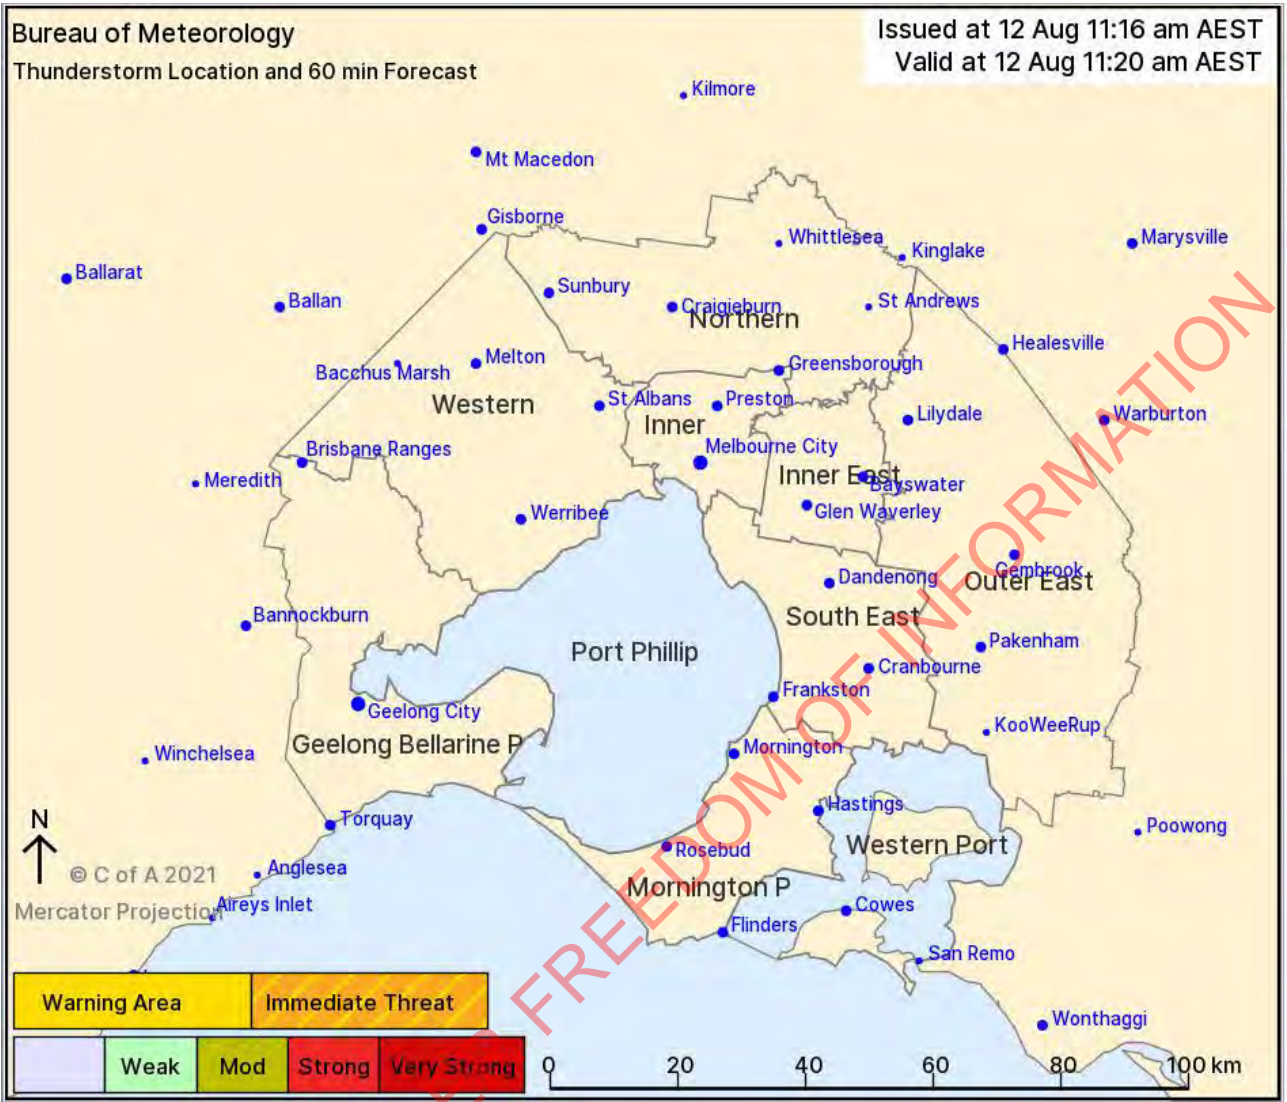 Bureau of Meteorology
Thunderstorm Location and 60 min Forecast
Issued at 12 Aug 11:16 am AEST
Valid at 12 Aug 11:20 am AEST
Kilmore
Mt Macedon
Gisborne
Whittlesea
Kinglake
Marysville
Ballarat
Ballan
Sunbury
Craigieburn
St Andrews
Northern
Healesville
Bacchus Marsh
Melton
Greensborough
Western
St Albans
Preston
Inner
Lilydale
Warburton
Brisbane Ranges
Melbourne City
Meredith
Inner East
Bayswater
Werribee
Glen Waverley
Gembrook
Outer East
Dandenong
Bannockburn
South East
Port Phillip
Pakenham
Cranbourne
Frankston
Geelong City
Geelong Bellarine P
KooWeeRup
Winchelsea
Mornington
Hastings
N
Torquay
Western Port
Poowong
Rosebud
© C of A 2021
Anglesea
Mornington P
Mercator Projection
Aireys Inlet
Cowes
Flinders
San Remo
Warning Area
Immediate Threat
Wonthaggi
Weak
Mod
Strong
Very Strong
0 20 40 60 80 100 km
FREEDOM OF INFORMATION